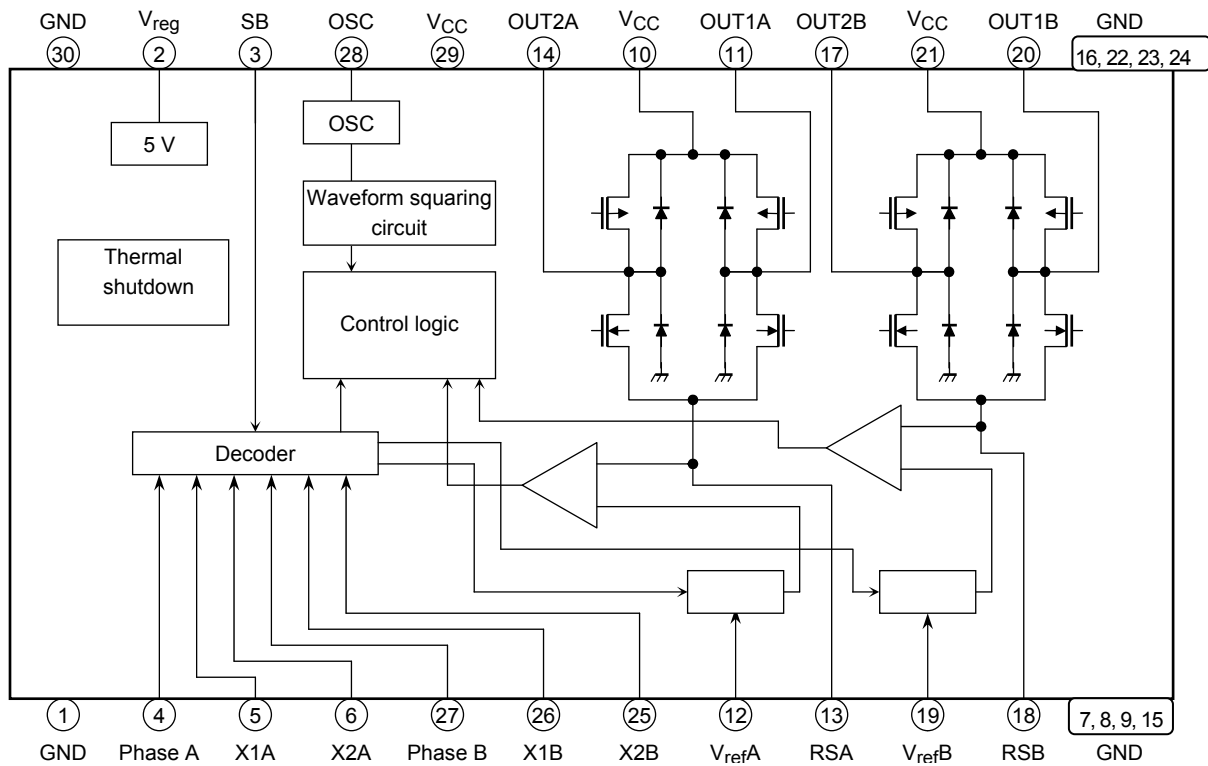 GND Vreg SB OSC VCC OUT2A VCC OUT1A OUT2B VCC OUT1B GND
30 2 3 28 29 14 10 11 17 21 20 16, 22, 23, 24
5 V
OSC
Waveform squaring
circuit
Thermal
shutdown
Control logic
Decoder
1 4 5 6 27 26 25 12 13 19 18 7, 8, 9, 15
GND Phase A X1A X2A Phase B X1B X2B VrefA RSA VrefB RSB GND